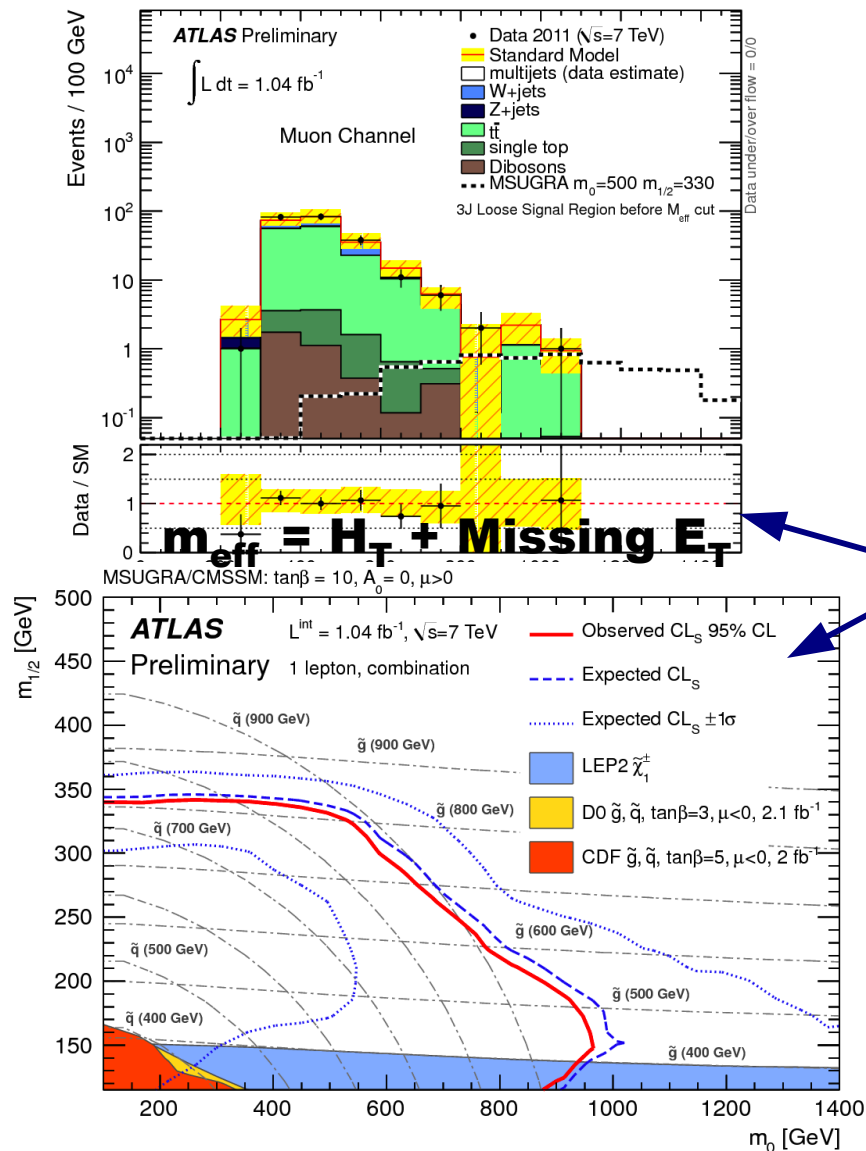 ATLAS Preliminary
∫L dt = 1.04 fb⁻¹
Muon Channel
Data 2011 (√s=7 TeV)
Standard Model
multijets (data estimate)
W+jets
Z+jets
tt̄
single top
Dibosons
MSUGRA m₀=500 m₁/₂=330
3J Loose Signal Region before M_eff cut
Data under/over flow = 0/0
Events / 100 GeV
10⁴
10³
10²
10
1
10⁻¹
Data / SM
2
1
0
m_eff = H_T + Missing E_T
MSUGRA/CMSSM: tanβ = 10, A₀= 0, μ>0
m₁/₂ [GeV]
500
450
400
350
300
250
200
150
ATLAS
Preliminary
L^int = 1.04 fb⁻¹, √s=7 TeV
1 lepton, combination
Observed CL_S 95% CL
Expected CL_S
Expected CL_S ±1σ
LEP2 χ̃₁±
D0 g̃, q̃, tanβ=3, μ<0, 2.1 fb⁻¹
CDF g̃, q̃, tanβ=5, μ<0, 2 fb⁻¹
q̃ (900 GeV)
g̃ (900 GeV)
g̃ (800 GeV)
q̃ (700 GeV)
g̃ (600 GeV)
q̃ (500 GeV)
g̃ (500 GeV)
q̃ (400 GeV)
g̃ (400 GeV)
200 400 600 800 1000 1200 1400
m₀ [GeV]